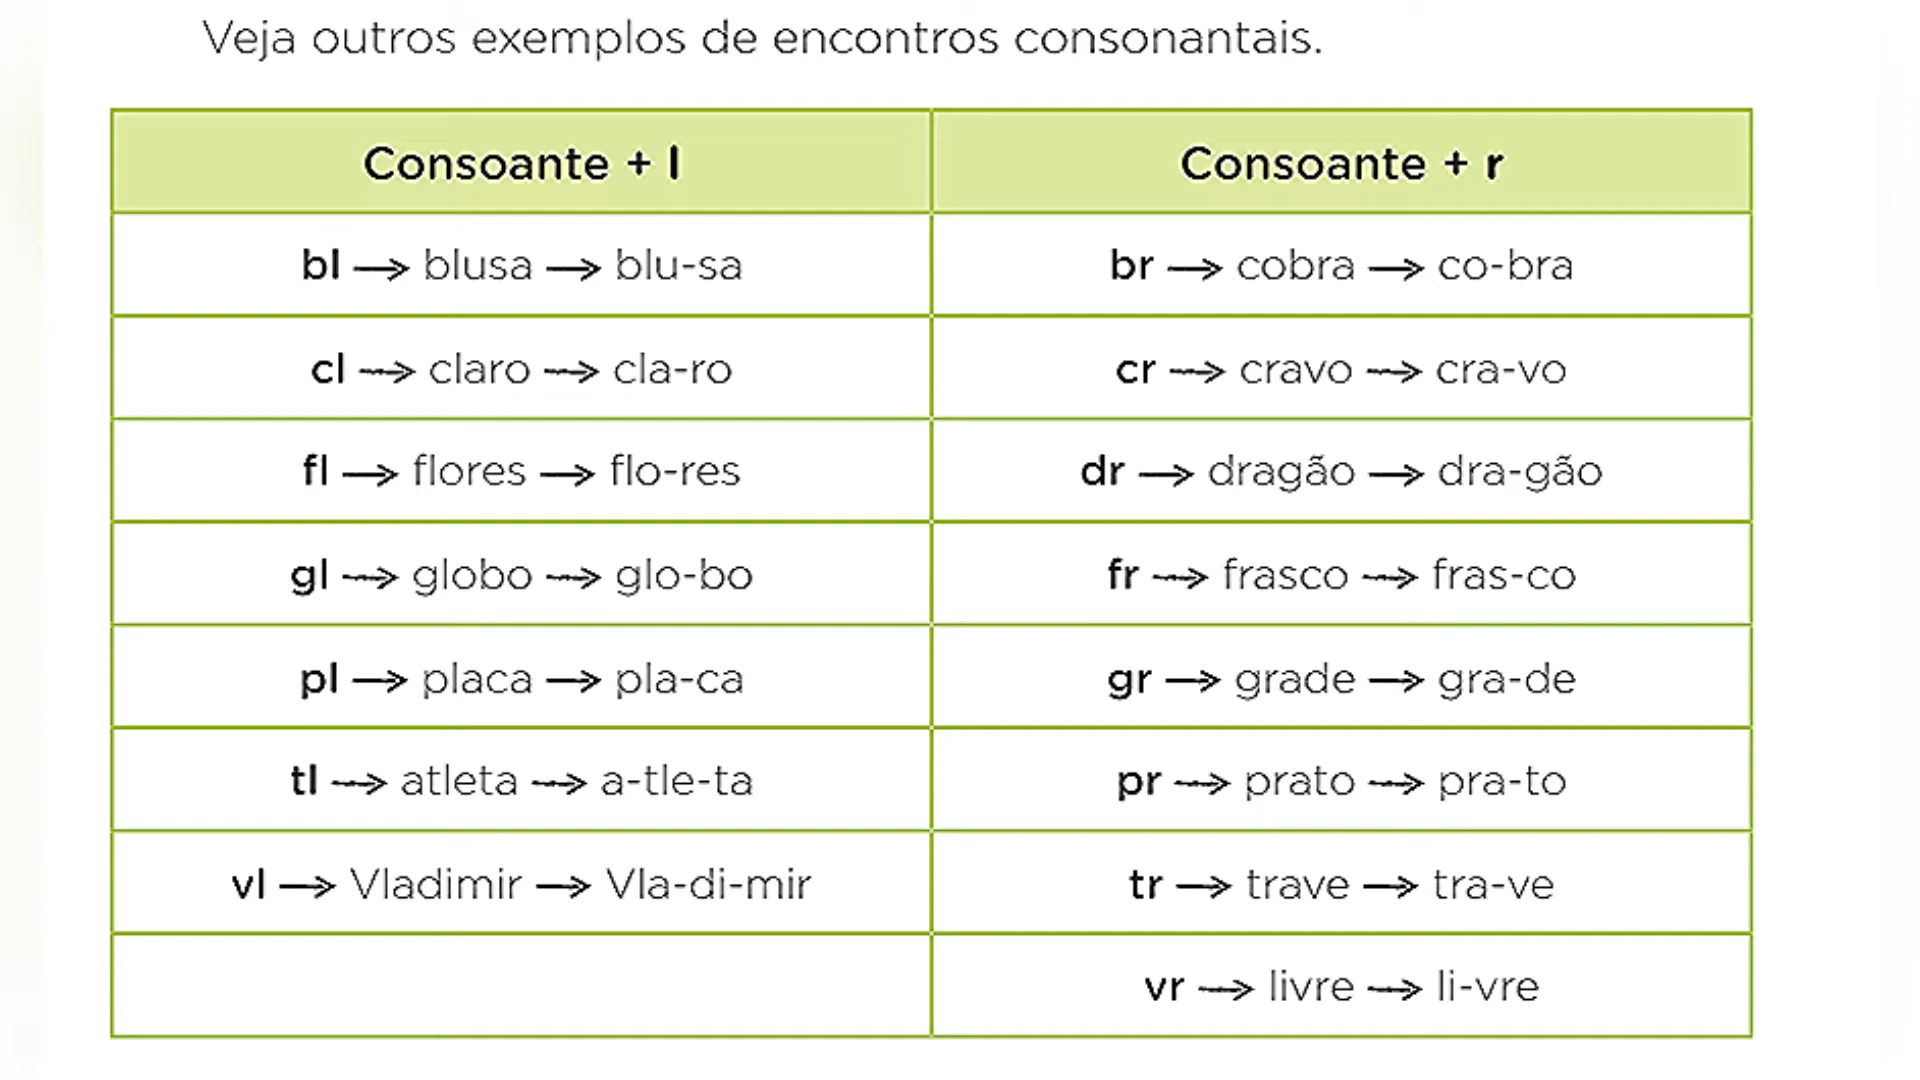 Veja outros exemplos de encontros consonantais.
Consoante + l
Consoante + r
bl → blusa → blu-sa
br → cobra → co-bra
cl → claro → cla-ro
cr → cravo → cra-vo
fl → flores → flo-res
dr → dragão → dra-gão
gl → globo → glo-bo
fr → frasco → fras-co
pl → placa → pla-ca
gr → grade → gra-de
tl → atleta → a-tle-ta
pr → prato → pra-to
vl → Vladimir → Vla-di-mir
tr → trave → tra-ve
vr → livre → li-vre